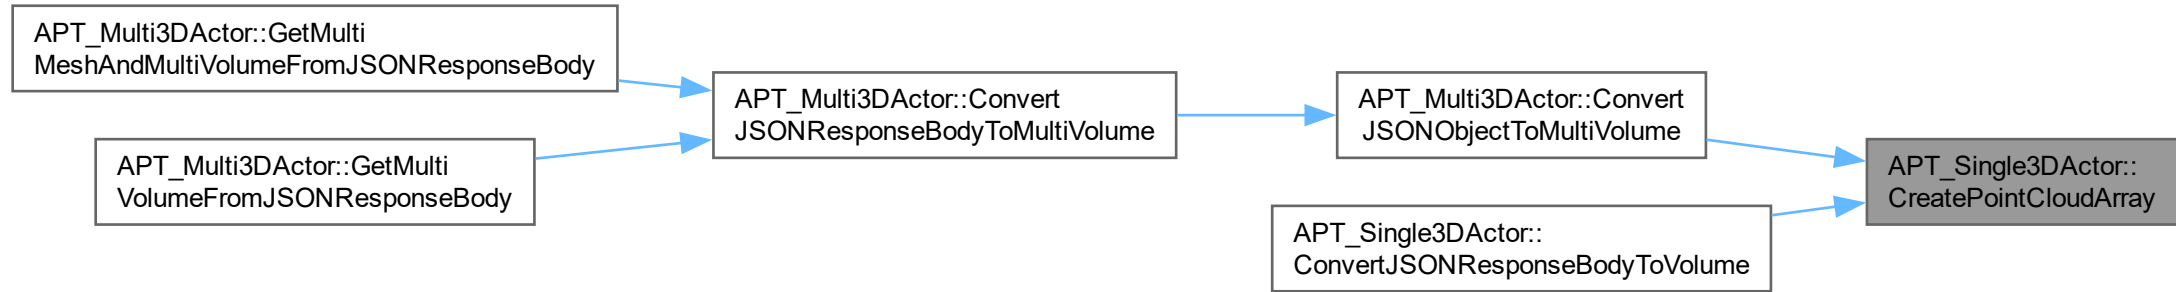 APT_Multi3DActor::GetMulti
MeshAndMultiVolumeFromJSONResponseBody
APT_Multi3DActor::GetMulti
VolumeFromJSONResponseBody
APT_Multi3DActor::Convert
JSONResponseBodyToMultiVolume
APT_Multi3DActor::Convert
JSONObjectToMultiVolume
APT_Single3DActor::
ConvertJSONResponseBodyToVolume
APT_Single3DActor::
CreatePointCloudArray